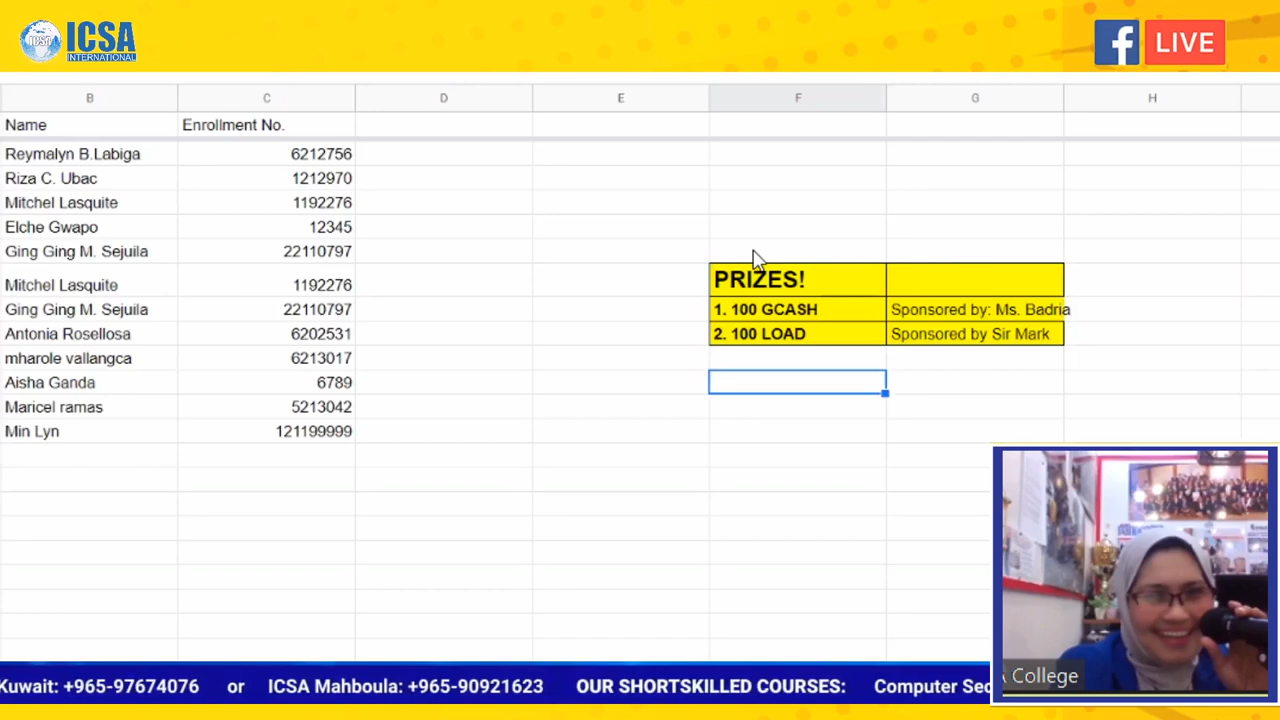 ICSA
INTERNATIONAL
f LIVE
B C D E F G H
Name Enrollment No.
Reymalyn B.Labiga 6212756
Riza C. Ubac 1212970
Mitchel Lasquite 1192276
Elche Gwapo 12345
Ging Ging M. Sejuila 22110797
Mitchel Lasquite 1192276
Ging Ging M. Sejuila 22110797
Antonia Rosellosa 6202531
mharole vallangca 6213017
Aisha Ganda 6789
Maricel ramas 5213042
Min Lyn 121199999
PRIZES!
1. 100 GCASH Sponsored by: Ms. Badria
2. 100 LOAD Sponsored by Sir Mark
A College
Kuwait: +965-97674076 or ICSA Mahboula: +965-90921623 OUR SHORTSKILLED COURSES: Computer Sec